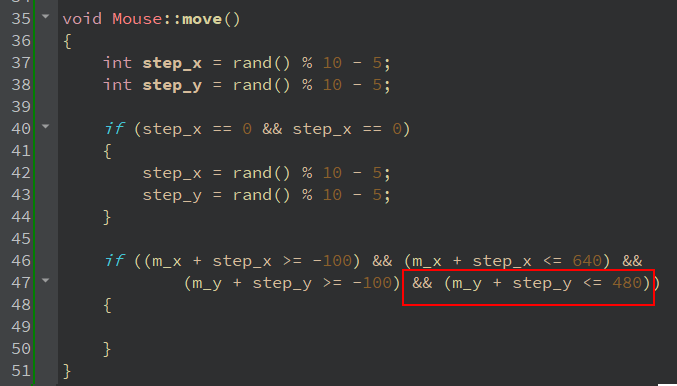 35 void Mouse::move()
36 {
37     int step_x = rand() % 10 - 5;
38     int step_y = rand() % 10 - 5;
39
40     if (step_x == 0 && step_x == 0)
41     {
42         step_x = rand() % 10 - 5;
43         step_y = rand() % 10 - 5;
44     }
45
46     if ((m_x + step_x >= -100) && (m_x + step_x <= 640) &&
47             (m_y + step_y >= -100) && (m_y + step_y <= 480))
48     {
49
50     }
51 }